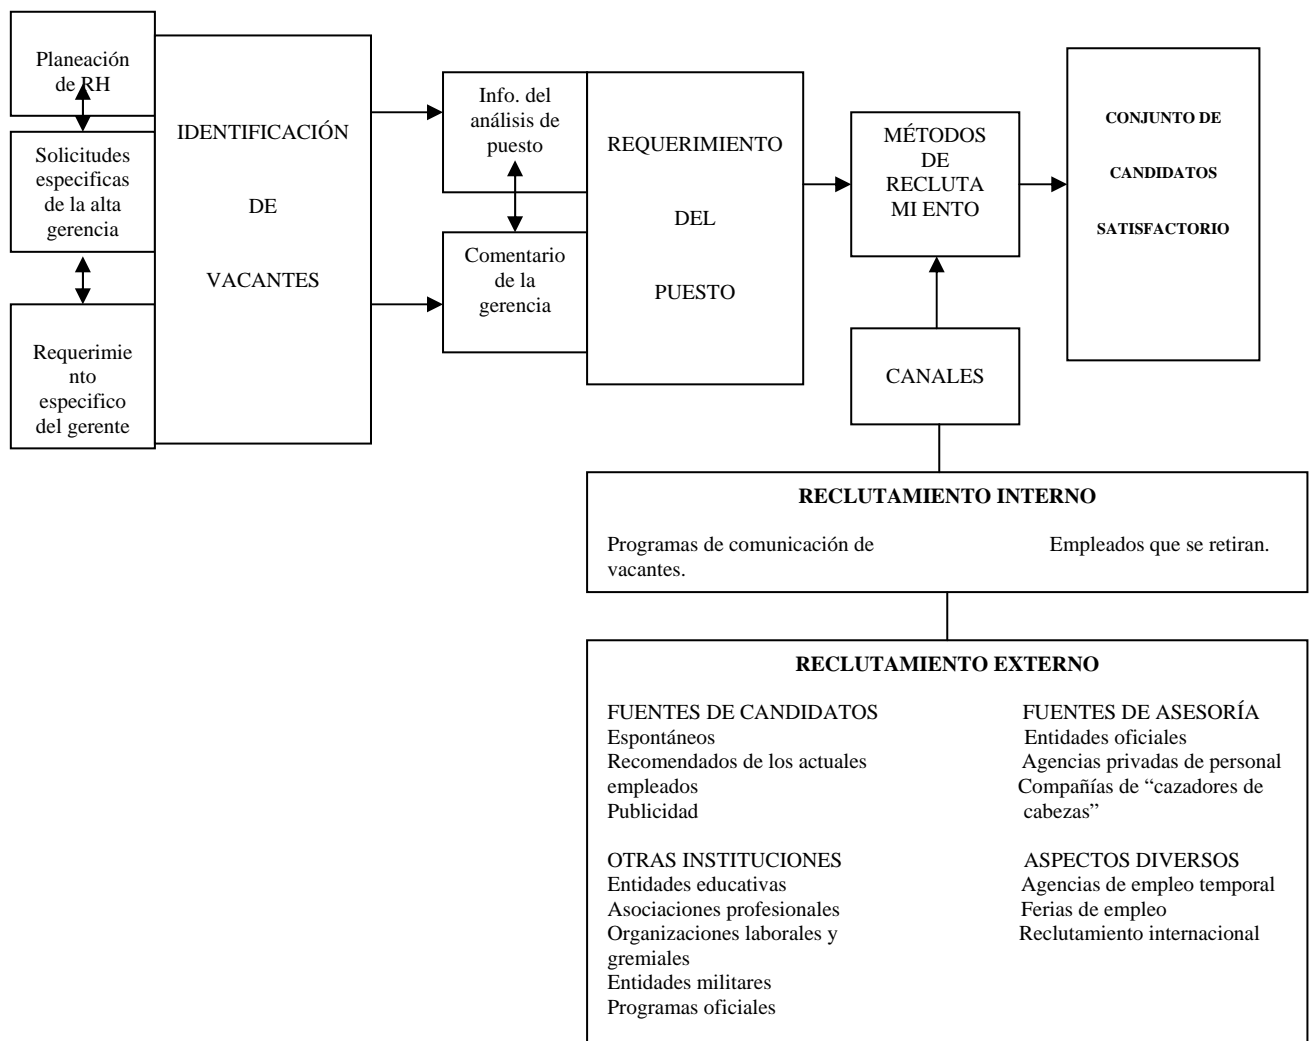 Planeación
de RH
Solicitudes
especificas
de la alta
gerencia
Requerimie
nto
especifico
del gerente
IDENTIFICACIÓN
DE
VACANTES
Info. del
análisis de
puesto
Comentario
de la
gerencia
REQUERIMIENTO
DEL
PUESTO
MÉTODOS
DE
RECLUTA
MI ENTO
CANALES
CONJUNTO DE
CANDIDATOS
SATISFACTORIO
RECLUTAMIENTO INTERNO
Programas de comunicación de
vacantes.
Empleados que se retiran.
RECLUTAMIENTO EXTERNO
FUENTES DE CANDIDATOS
Espontáneos
Recomendados de los actuales
empleados
Publicidad
FUENTES DE ASESORÍA
Entidades oficiales
Agencias privadas de personal
Compañías de “cazadores de
cabezas”
OTRAS INSTITUCIONES
Entidades educativas
Asociaciones profesionales
Organizaciones laborales y
gremiales
Entidades militares
Programas oficiales
ASPECTOS DIVERSOS
Agencias de empleo temporal
Ferias de empleo
Reclutamiento internacional